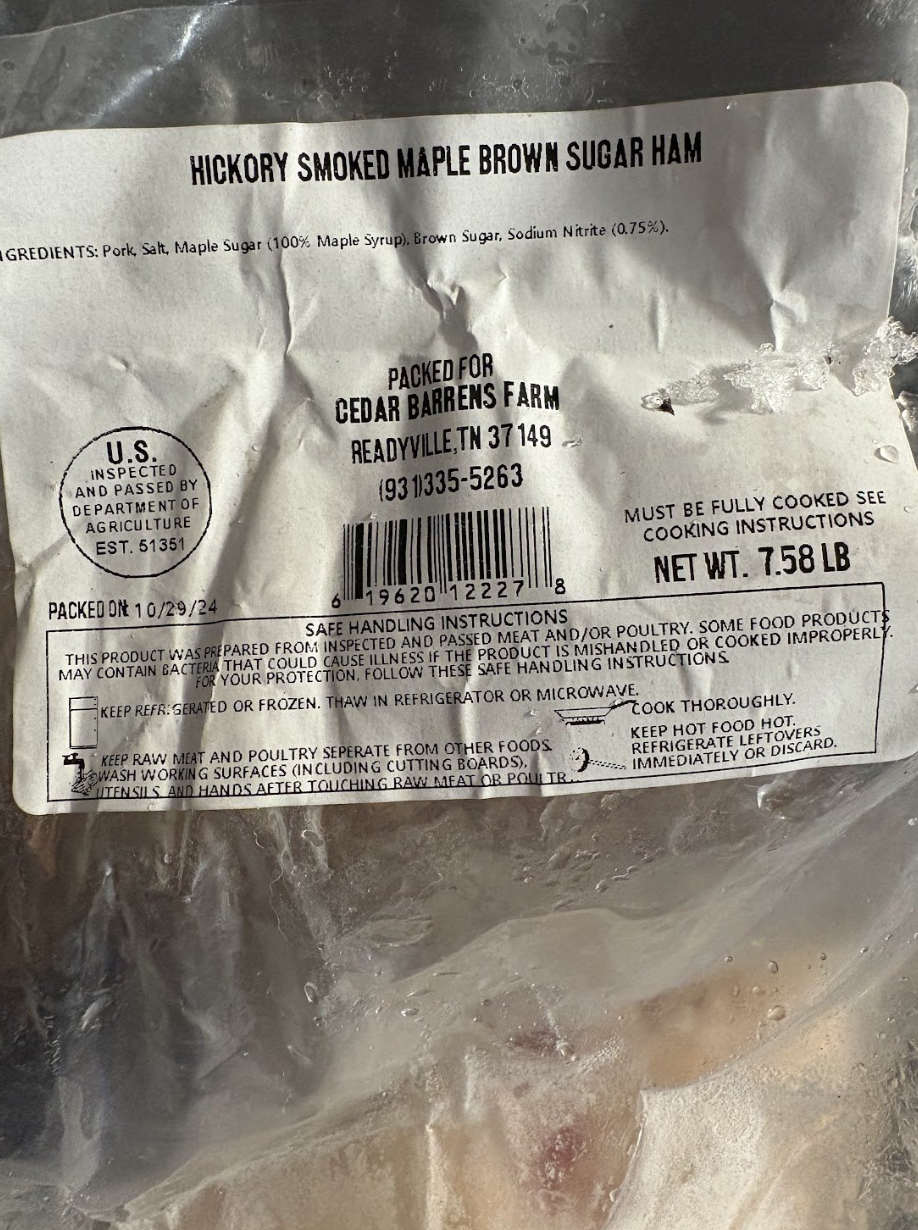 HICKORY SMOKED MAPLE BROWN SUGAR HAM
GREDIENTS: Pork, Salt, Maple Sugar (100% Maple Syrup), Brown Sugar, Sodium Nitrite (0.75%).
PACKED FOR
CEDAR BARRENS FARM
READYVILLE,TN 37149
(931)335-5263
U.S.
INSPECTED
AND PASSED BY
DEPARTMENT OF
AGRICULTURE
EST. 51351
MUST BE FULLY COOKED SEE
COOKING INSTRUCTIONS
NET WT. 7.58 LB
6 19620 12227 8
PACKED ON: 10/29/24
SAFE HANDLING INSTRUCTIONS
THIS PRODUCT WAS PREPARED FROM INSPECTED AND PASSED MEAT AND/OR POULTRY. SOME FOOD PRODUCTS
MAY CONTAIN BACTERIA THAT COULD CAUSE ILLNESS IF THE PRODUCT IS MISHANDLED OR COOKED IMPROPERLY.
FOR YOUR PROTECTION, FOLLOW THESE SAFE HANDLING INSTRUCTIONS.
KEEP REFRIGERATED OR FROZEN. THAW IN REFRIGERATOR OR MICROWAVE.
COOK THOROUGHLY.
KEEP RAW MEAT AND POULTRY SEPERATE FROM OTHER FOODS.
WASH WORKING SURFACES (INCLUDING CUTTING BOARDS),
UTENSILS AND HANDS AFTER TOUCHING RAW MEAT OR POULTR
KEEP HOT FOOD HOT.
REFRIGERATE LEFTOVERS
IMMEDIATELY OR DISCARD.